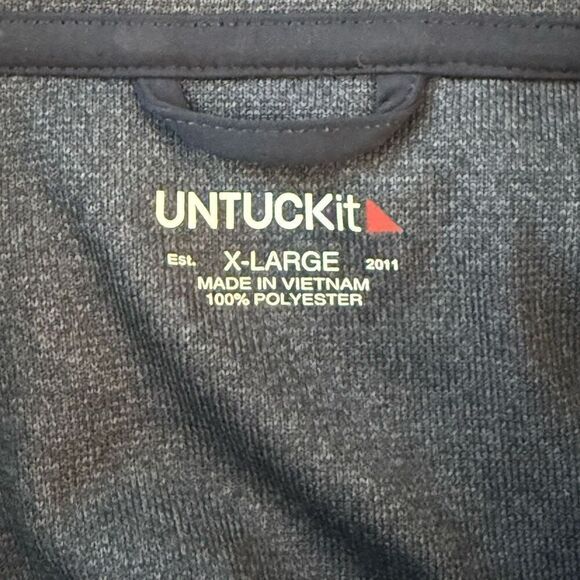 UNTUCKit
Est. X-LARGE 2011
MADE IN VIETNAM
100% POLYESTER